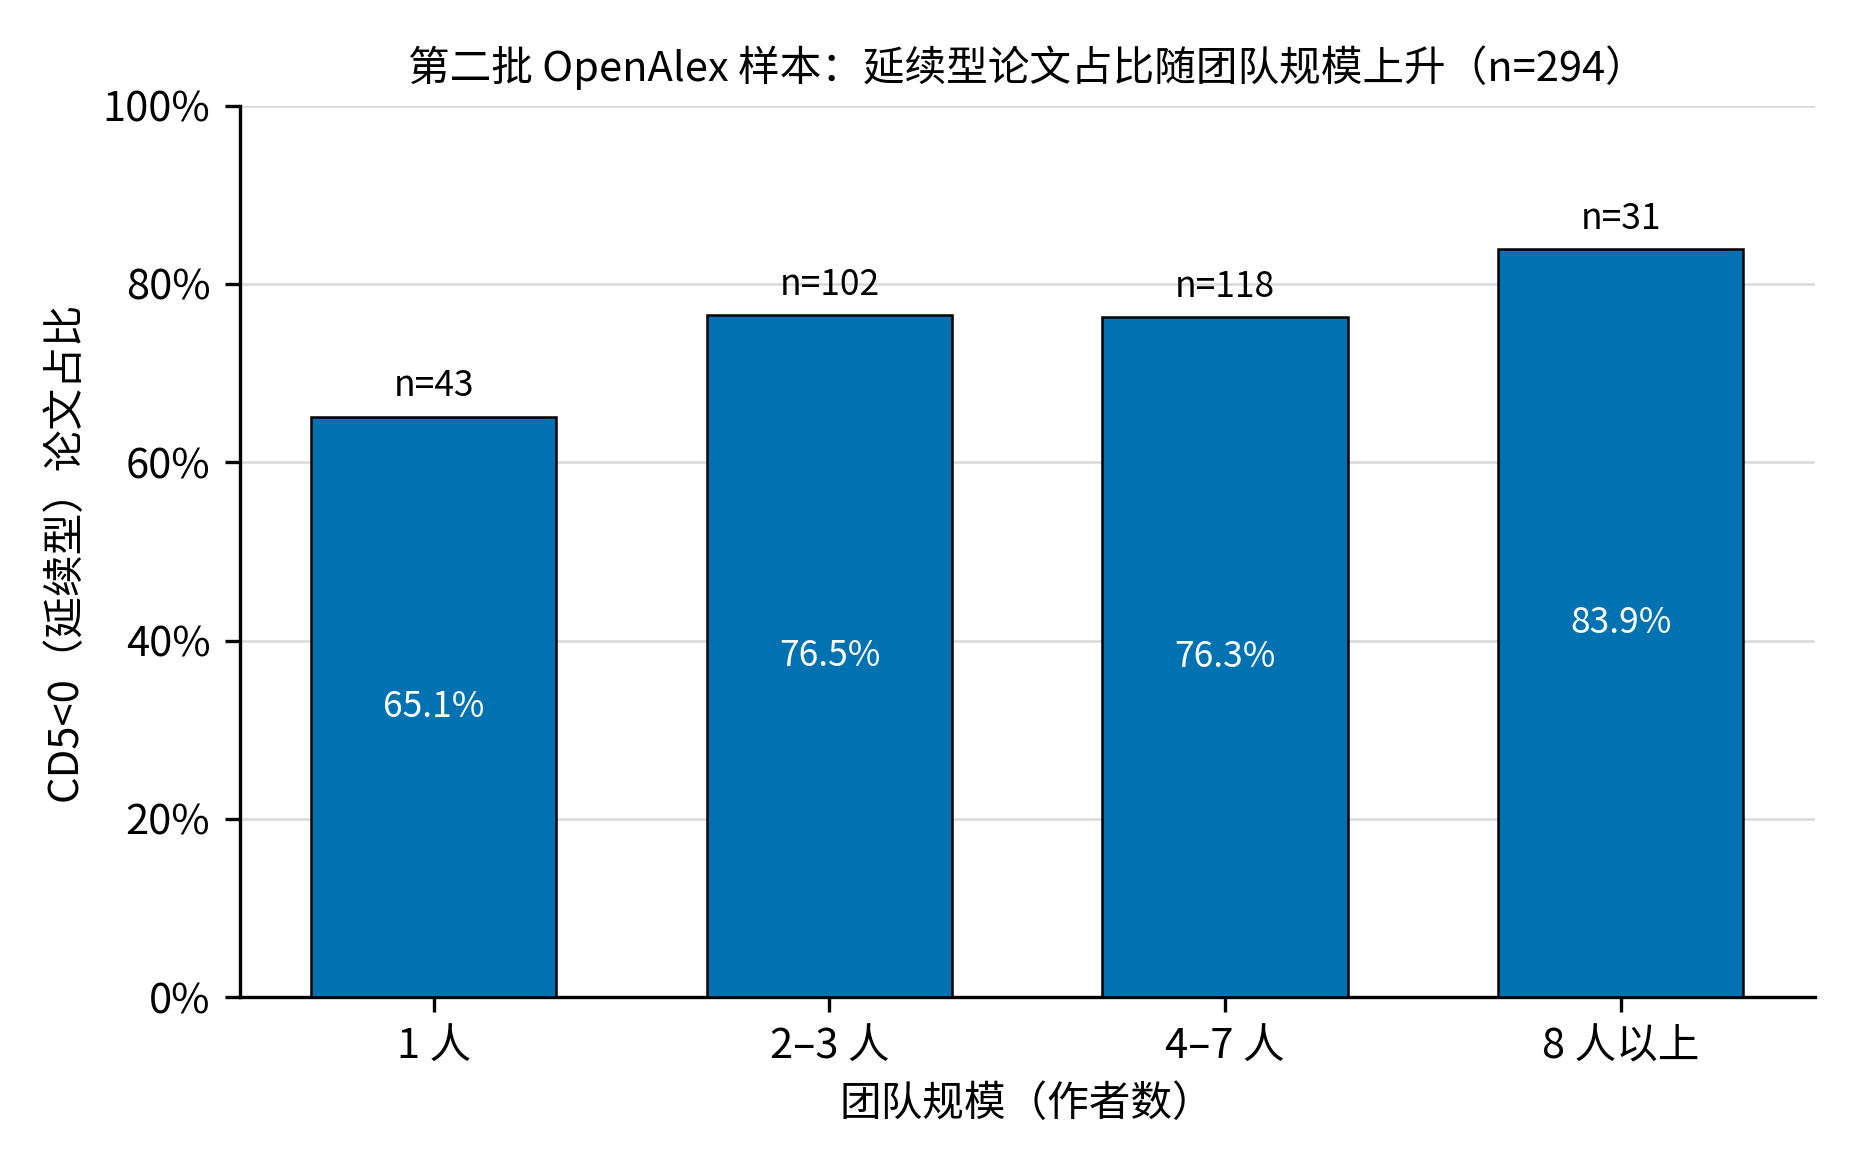 第二批 OpenAlex 样本：延续型论文占比随团队规模上升（n=294）
CD5<0（延续型）论文占比
100%
80%
60%
40%
20%
0%
n=43
n=102
n=118
n=31
65.1%
76.5%
76.3%
83.9%
1 人
2–3 人
4–7 人
8 人以上
团队规模（作者数）